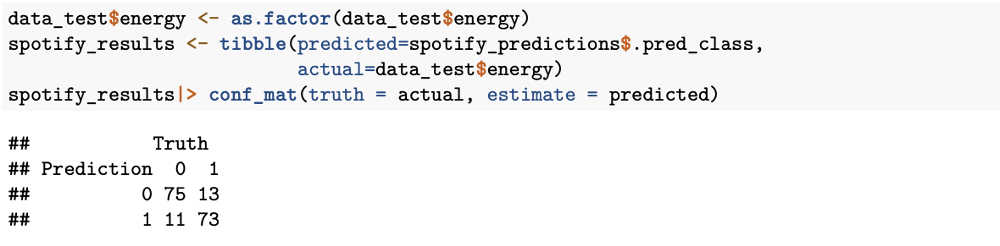 data_test$energy <- as.factor(data_test$energy)
spotify_results <- tibble(predicted=spotify_predictions$.pred_class,
                          actual=data_test$energy)
spotify_results|> conf_mat(truth = actual, estimate = predicted)
##           Truth
## Prediction  0  1
##          0 75 13
##          1 11 73